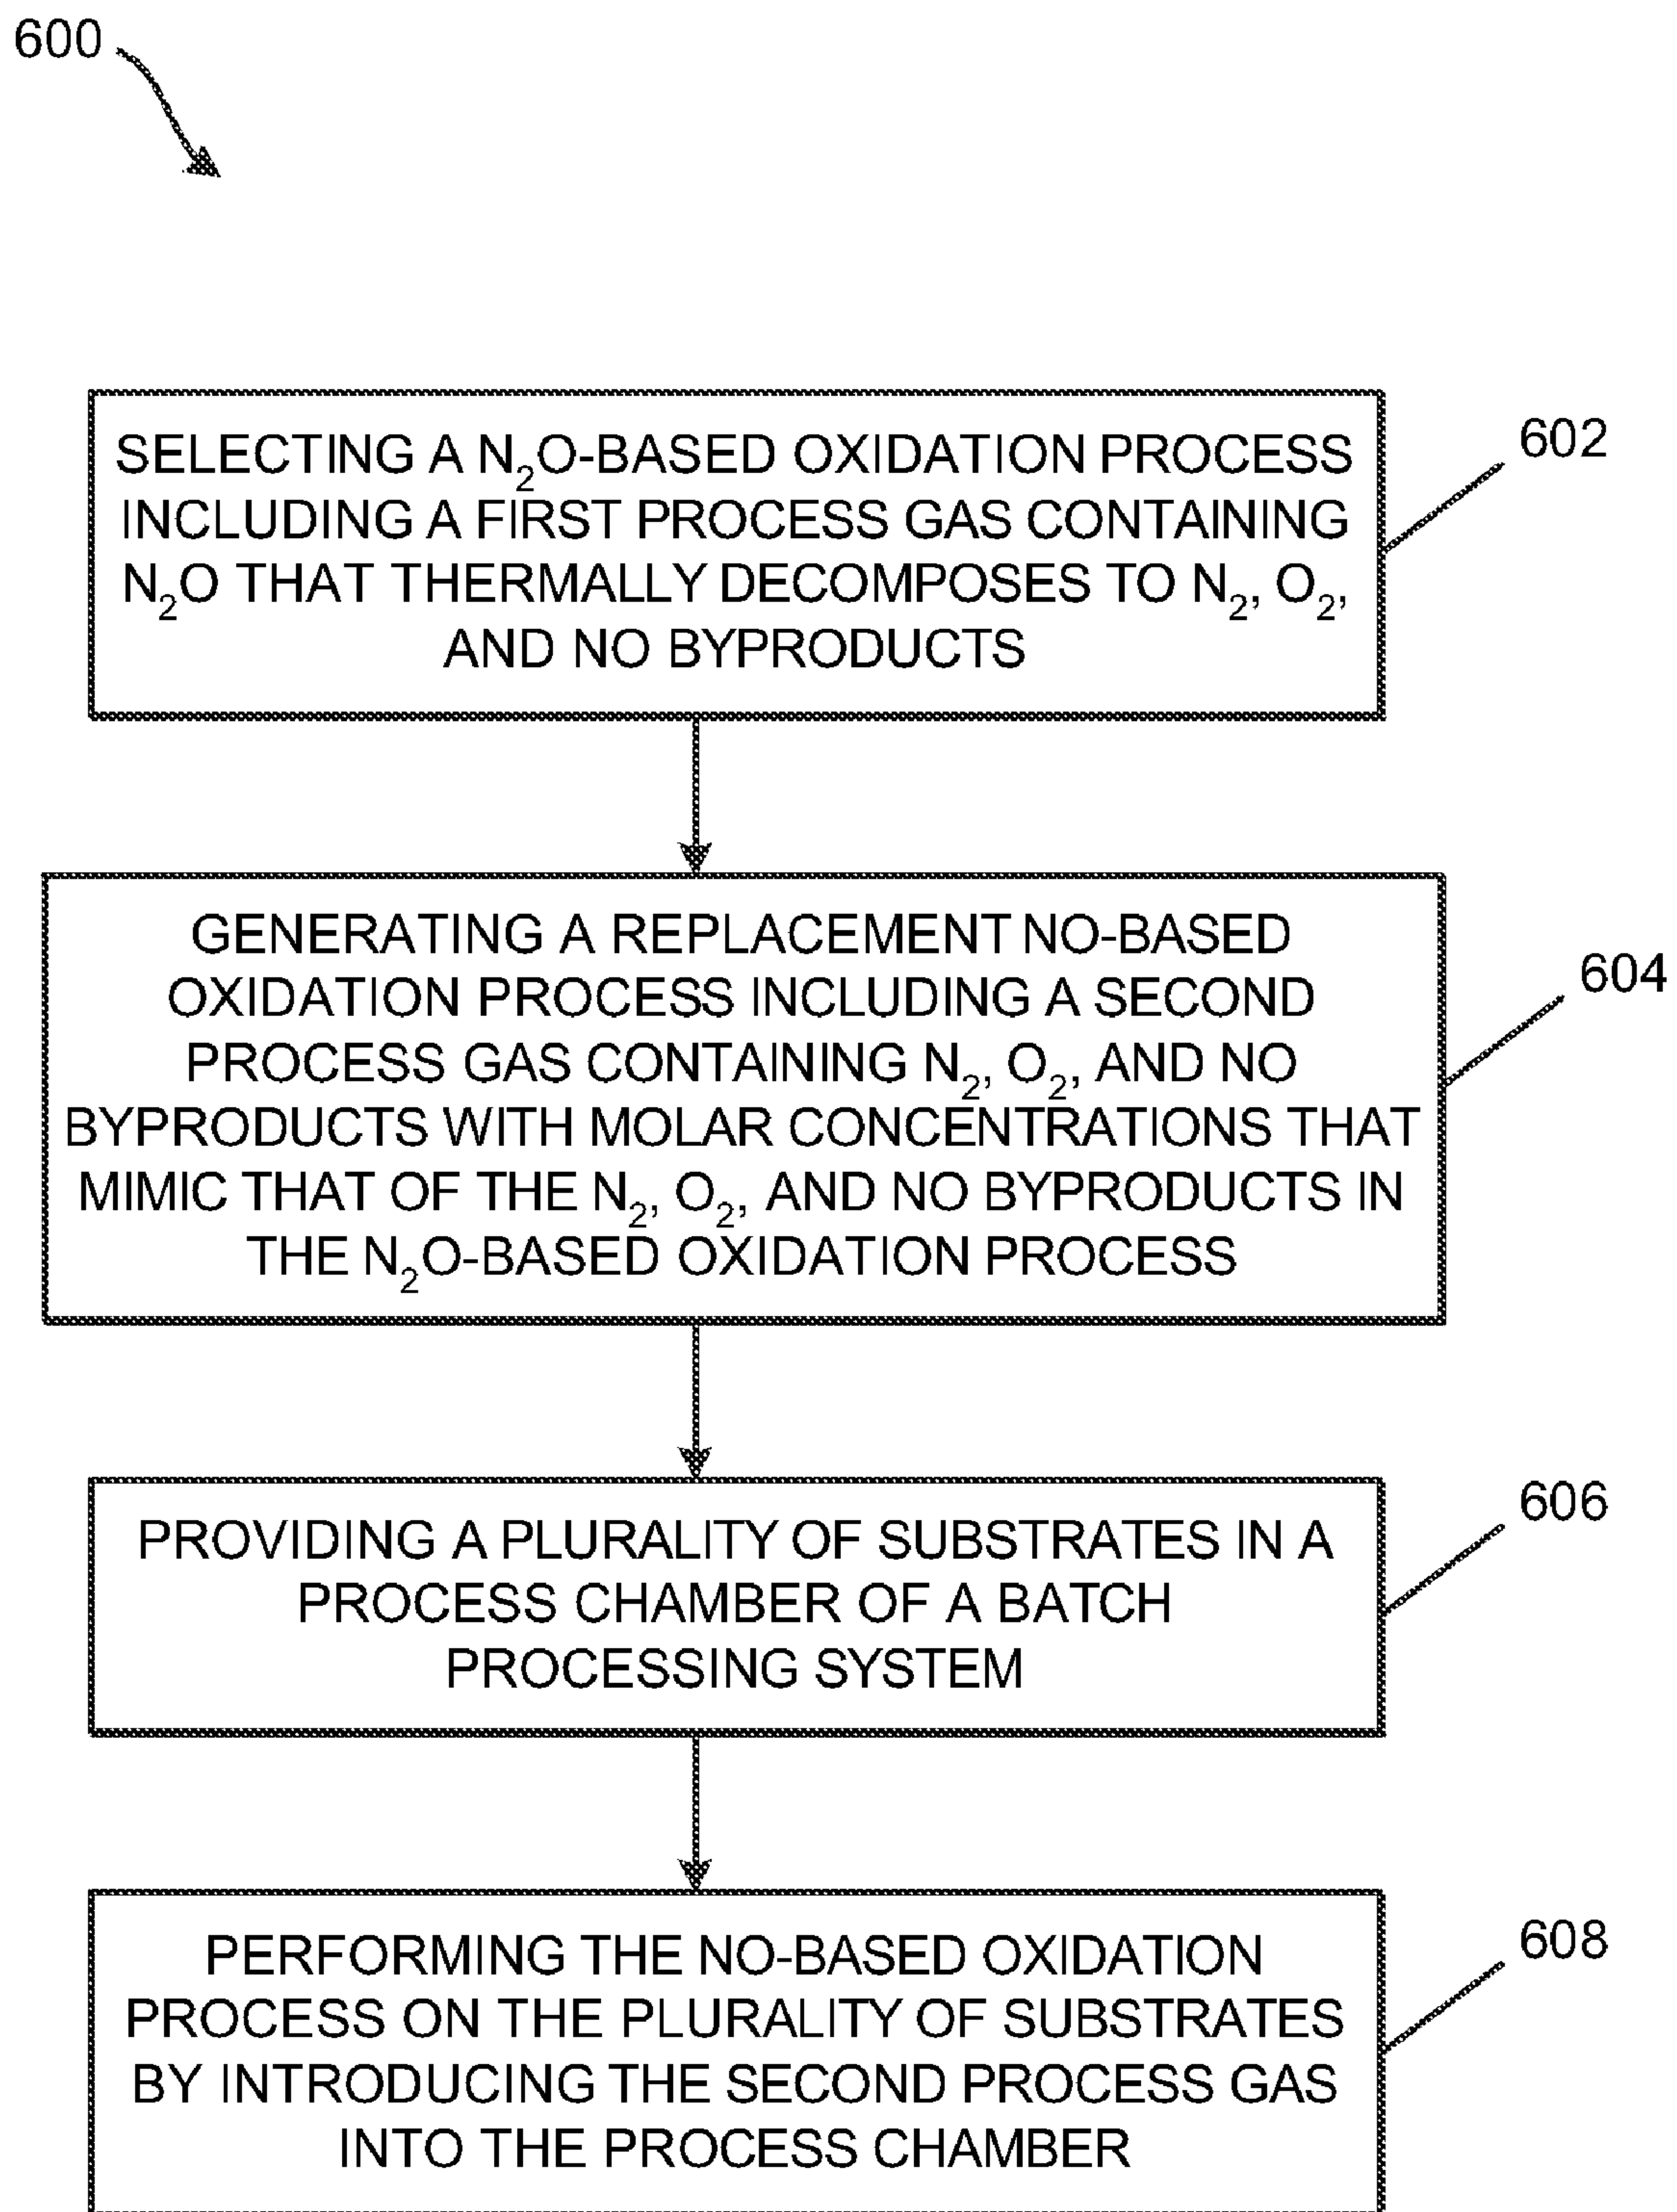 600
SELECTING A N₂O-BASED OXIDATION PROCESS
INCLUDING A FIRST PROCESS GAS CONTAINING
N₂O THAT THERMALLY DECOMPOSES TO N₂, O₂,
AND NO BYPRODUCTS
602
GENERATING A REPLACEMENT NO-BASED
OXIDATION PROCESS INCLUDING A SECOND
PROCESS GAS CONTAINING N₂, O₂, AND NO
BYPRODUCTS WITH MOLAR CONCENTRATIONS THAT
MIMIC THAT OF THE N₂, O₂, AND NO BYPRODUCTS IN
THE N₂O-BASED OXIDATION PROCESS
604
PROVIDING A PLURALITY OF SUBSTRATES IN A
PROCESS CHAMBER OF A BATCH
PROCESSING SYSTEM
606
PERFORMING THE NO-BASED OXIDATION
PROCESS ON THE PLURALITY OF SUBSTRATES
BY INTRODUCING THE SECOND PROCESS GAS
INTO THE PROCESS CHAMBER
608